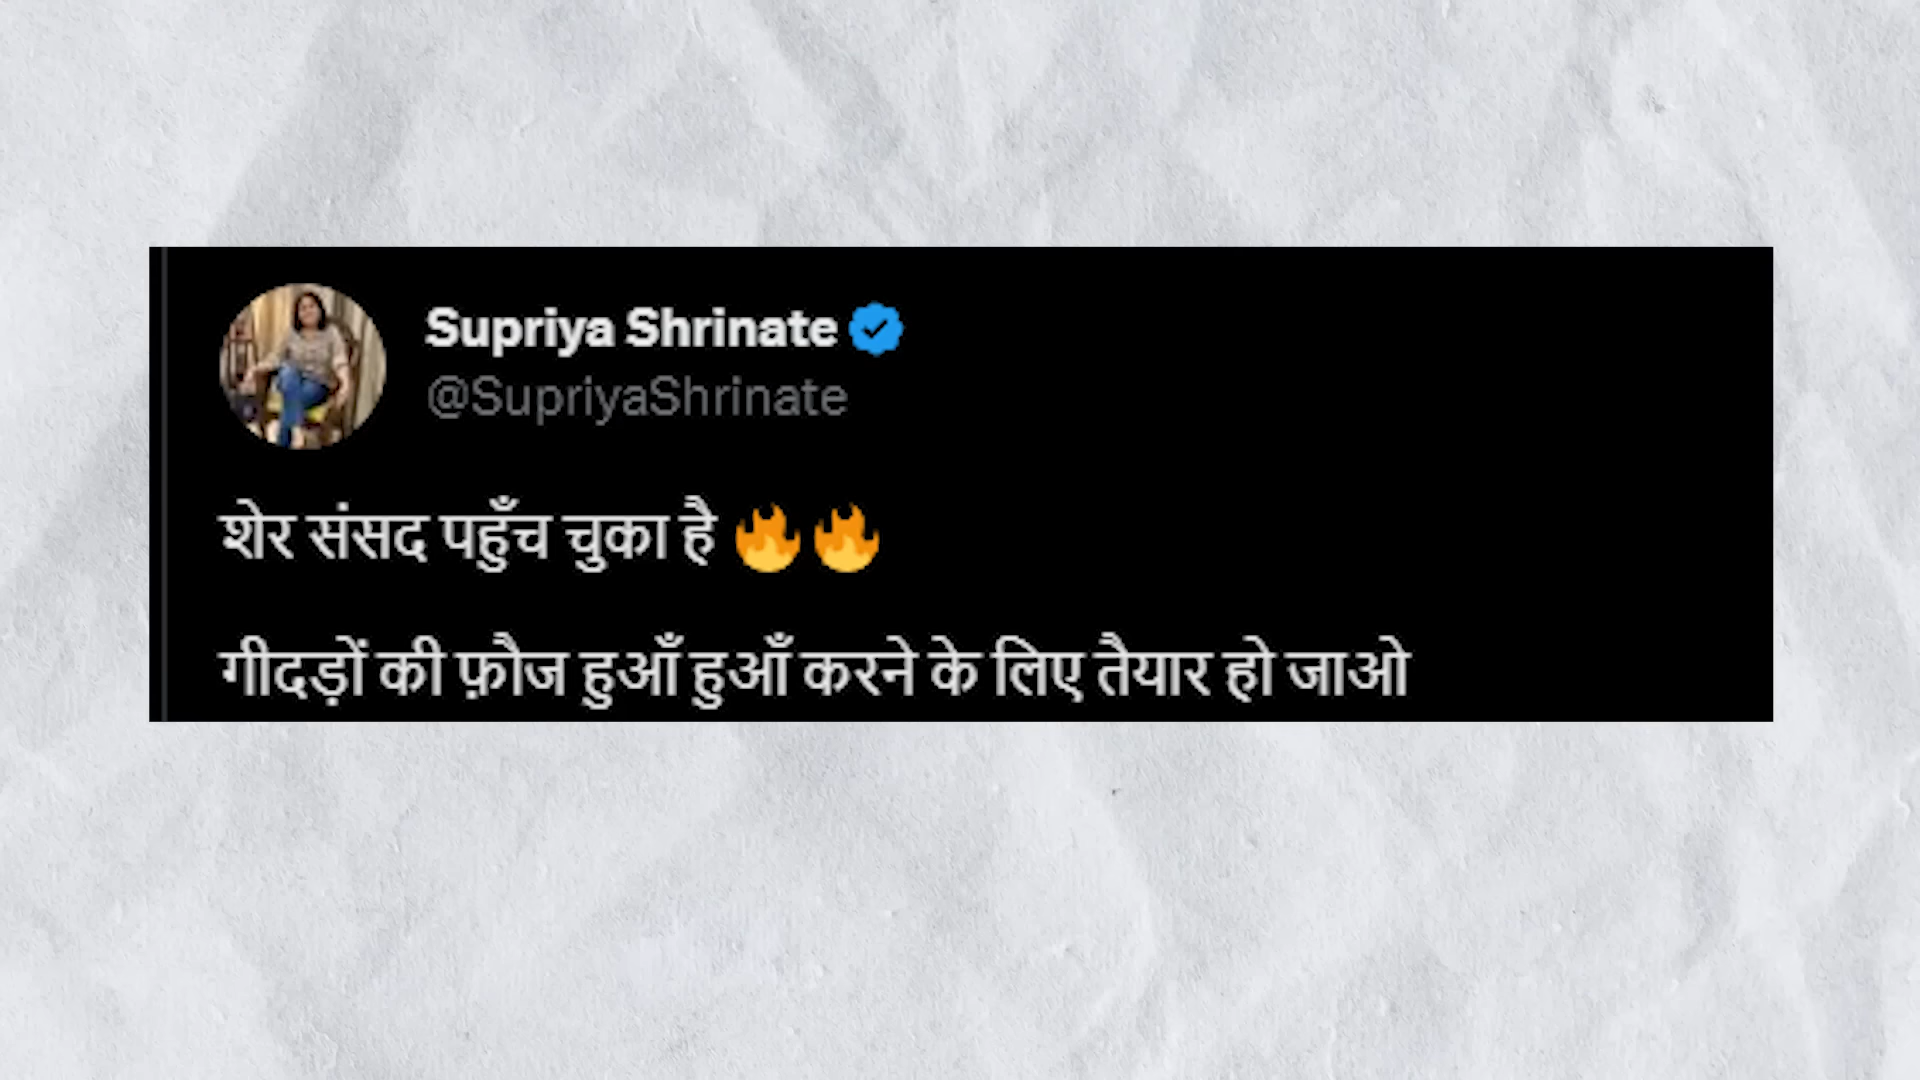 Supriya Shrinate
@SupriyaShrinate
शेर संसद पहुँच चुका है 🔥🔥
गीदड़ों की फ़ौज हुआँ हुआँ करने के लिए तैयार हो जाओ